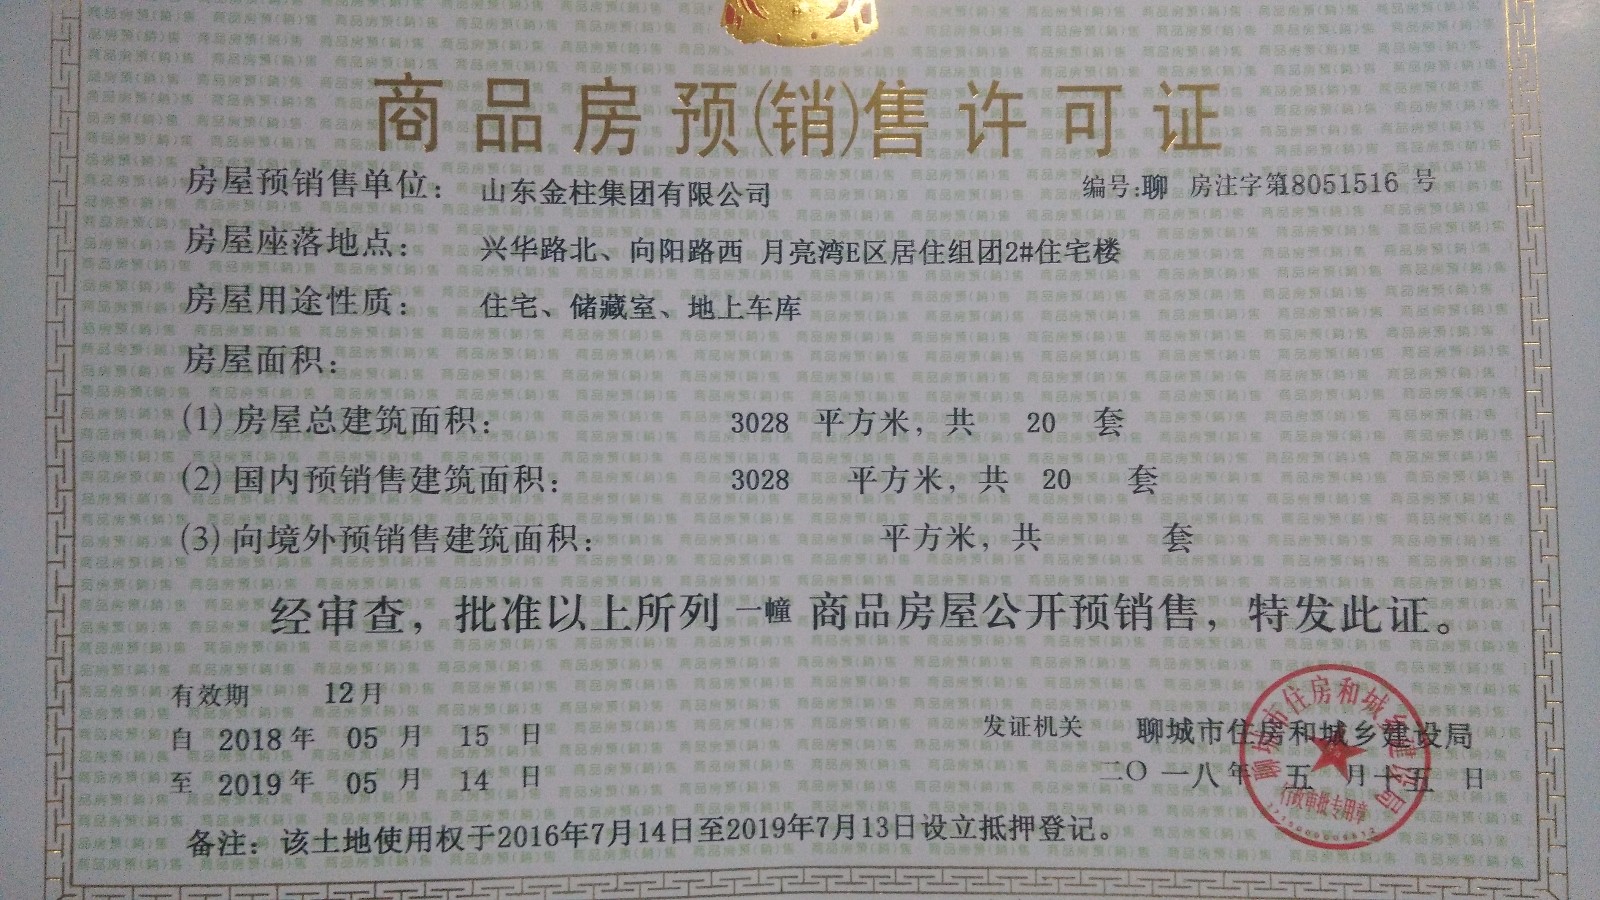 商品房预(销)售许可证
编号:聊 房注字第18051516 号
房屋预销售单位: 山东金柱集团有限公司
房屋座落地点: 兴华路北、向阳路西 月亮湾E区居住组团2#住宅楼
房屋用途性质: 住宅、储藏室、地上车库
房屋面积:
(1) 房屋总建筑面积: 3028 平方米, 共 20 套
(2) 国内预销售建筑面积: 3028 平方米, 共 20 套
(3) 向境外预销售建筑面积: 平方米, 共 套
经审查, 批准以上所列 一幢 商品房屋公开预销售, 特发此证。
有效期 12月
自 2018 年 05 月 15 日
至 2019 年 05 月 14 日
发证机关 聊城市住房和城乡建设局
二〇一八年 五 月十五 日
聊城市住房和城乡建设局
行政审批专用章
备注: 该土地使用权于2016年7月14日至2019年7月13日设立抵押登记。